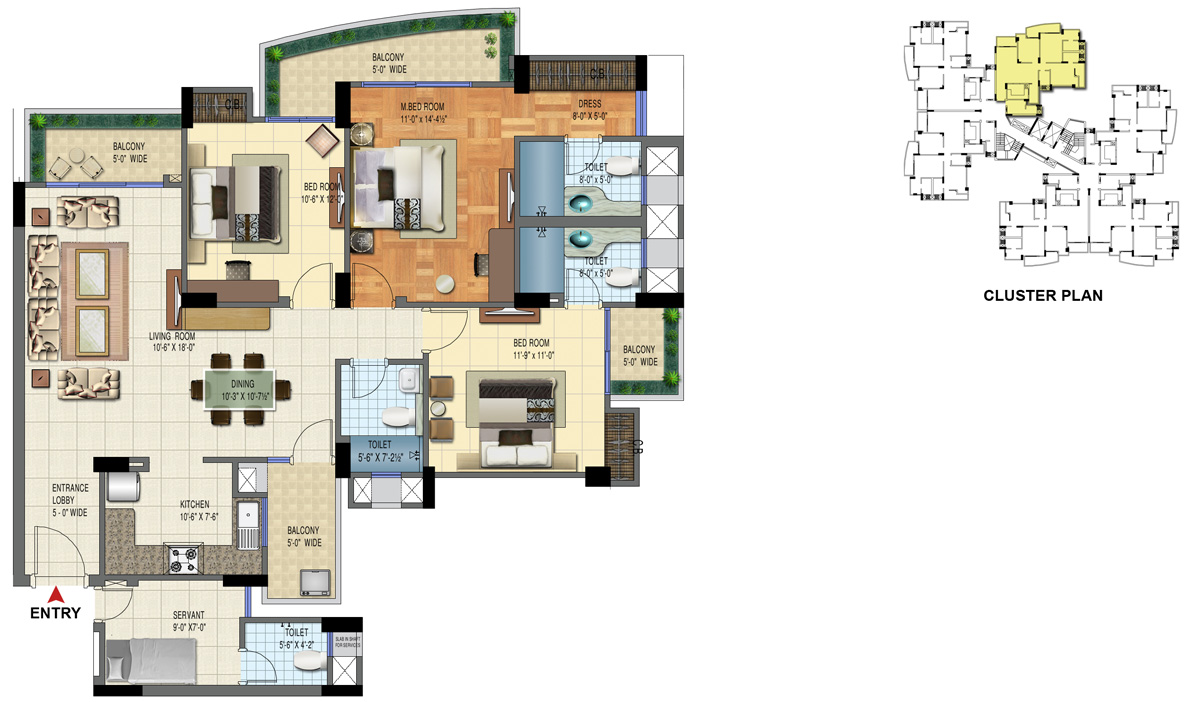 BALCONY
5'-0" WIDE
C.B.
C.B.
M.BED ROOM
11'-0" x 14'-4½"
DRESS
8'-0" X 5'-0"
BALCONY
5'-0" WIDE
BED ROOM
10'-6" X 12'-3"
TOILET
8'-0" x 5'-0"
TOILET
8'-0" x 5'-0"
CLUSTER PLAN
LIVING ROOM
10'-6" X 18'-0"
BED ROOM
11'-9" x 11'-0"
BALCONY
5'-0" WIDE
DINING
10'-3" X 10'-7½"
TOILET
5'-6" X 7'-2½"
C.B.
ENTRANCE
LOBBY
5 - 0" WIDE
KITCHEN
10'-6" X 7'-6"
BALCONY
5'-0" WIDE
ENTRY
SERVANT
9'-0" X7'-0"
TOILET
5'-6" X 4'-2"
SLAB IN SHAFT
FOR SERVICES